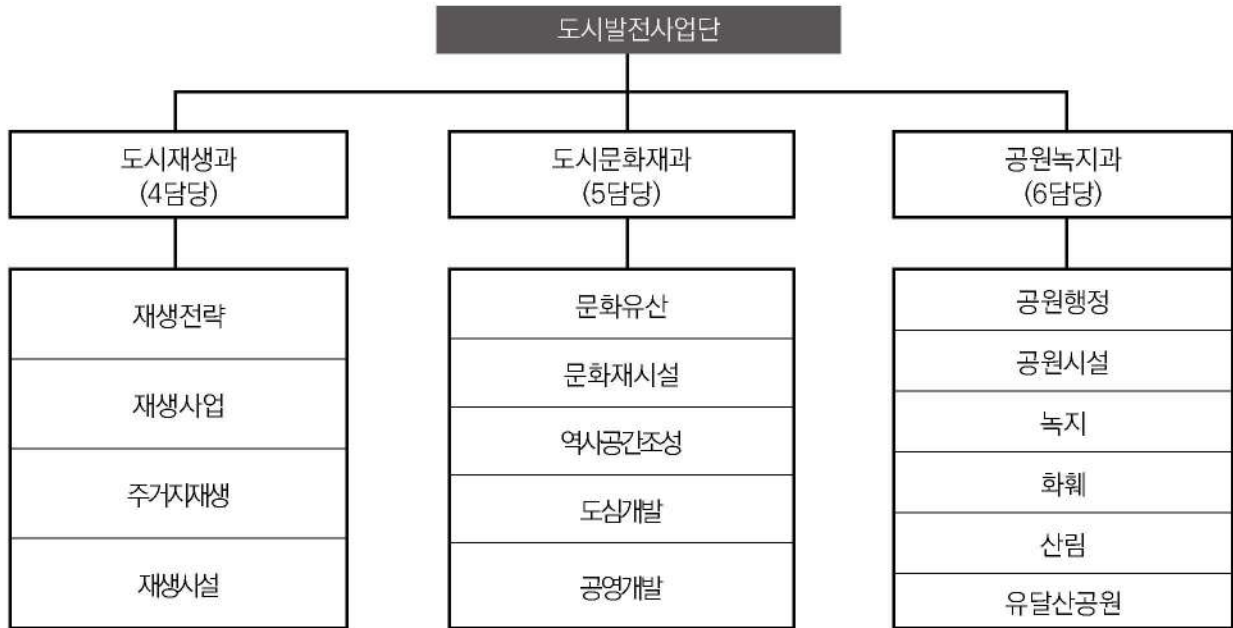 도시발전사업단
도시재생과
(4담당)
재생전략
재생사업
주거지재생
재생시설
도시문화재과
(5담당)
문화유산
문화재시설
역사공간조성
도심개발
공영개발
공원녹지과
(6담당)
공원행정
공원시설
녹지
화훼
산림
유달산공원